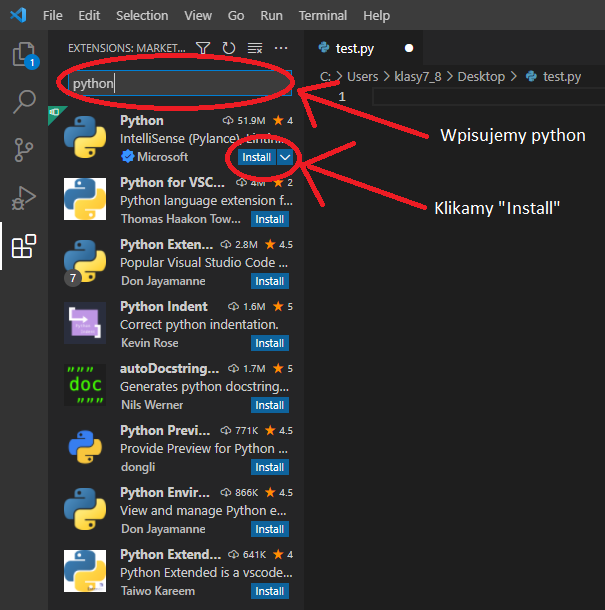 File Edit Selection View Go Run Terminal Help
EXTENSIONS: MARKET...
test.py
1
python
C: > Users > klasy7_8 > Desktop > test.py
1
Wpisujemy python
Klikamy "Install"
Python 51.9M 4
IntelliSense (Pylance), Lintin...
Microsoft Install
Python for VSC... 4M 2
Python language extension f...
Thomas Haakon Tow... Install
Python Exten... 2.8M 4.5
Popular Visual Studio Code ...
7
Don Jayamanne Install
Python Indent 1.6M 5
Correct python indentation.
Kevin Rose Install
autoDocstring... 1.7M 5
Generates python docstring...
Nils Werner Install
""" doc """
Python Previ... 771K 4.5
Provide Preview for Python ...
dongli Install
Python Envir... 866K 4.5
View and manage Python e...
Don Jayamanne Install
Python Extend... 641K 4
Python Extended is a vscode...
Taiwo Kareem Install